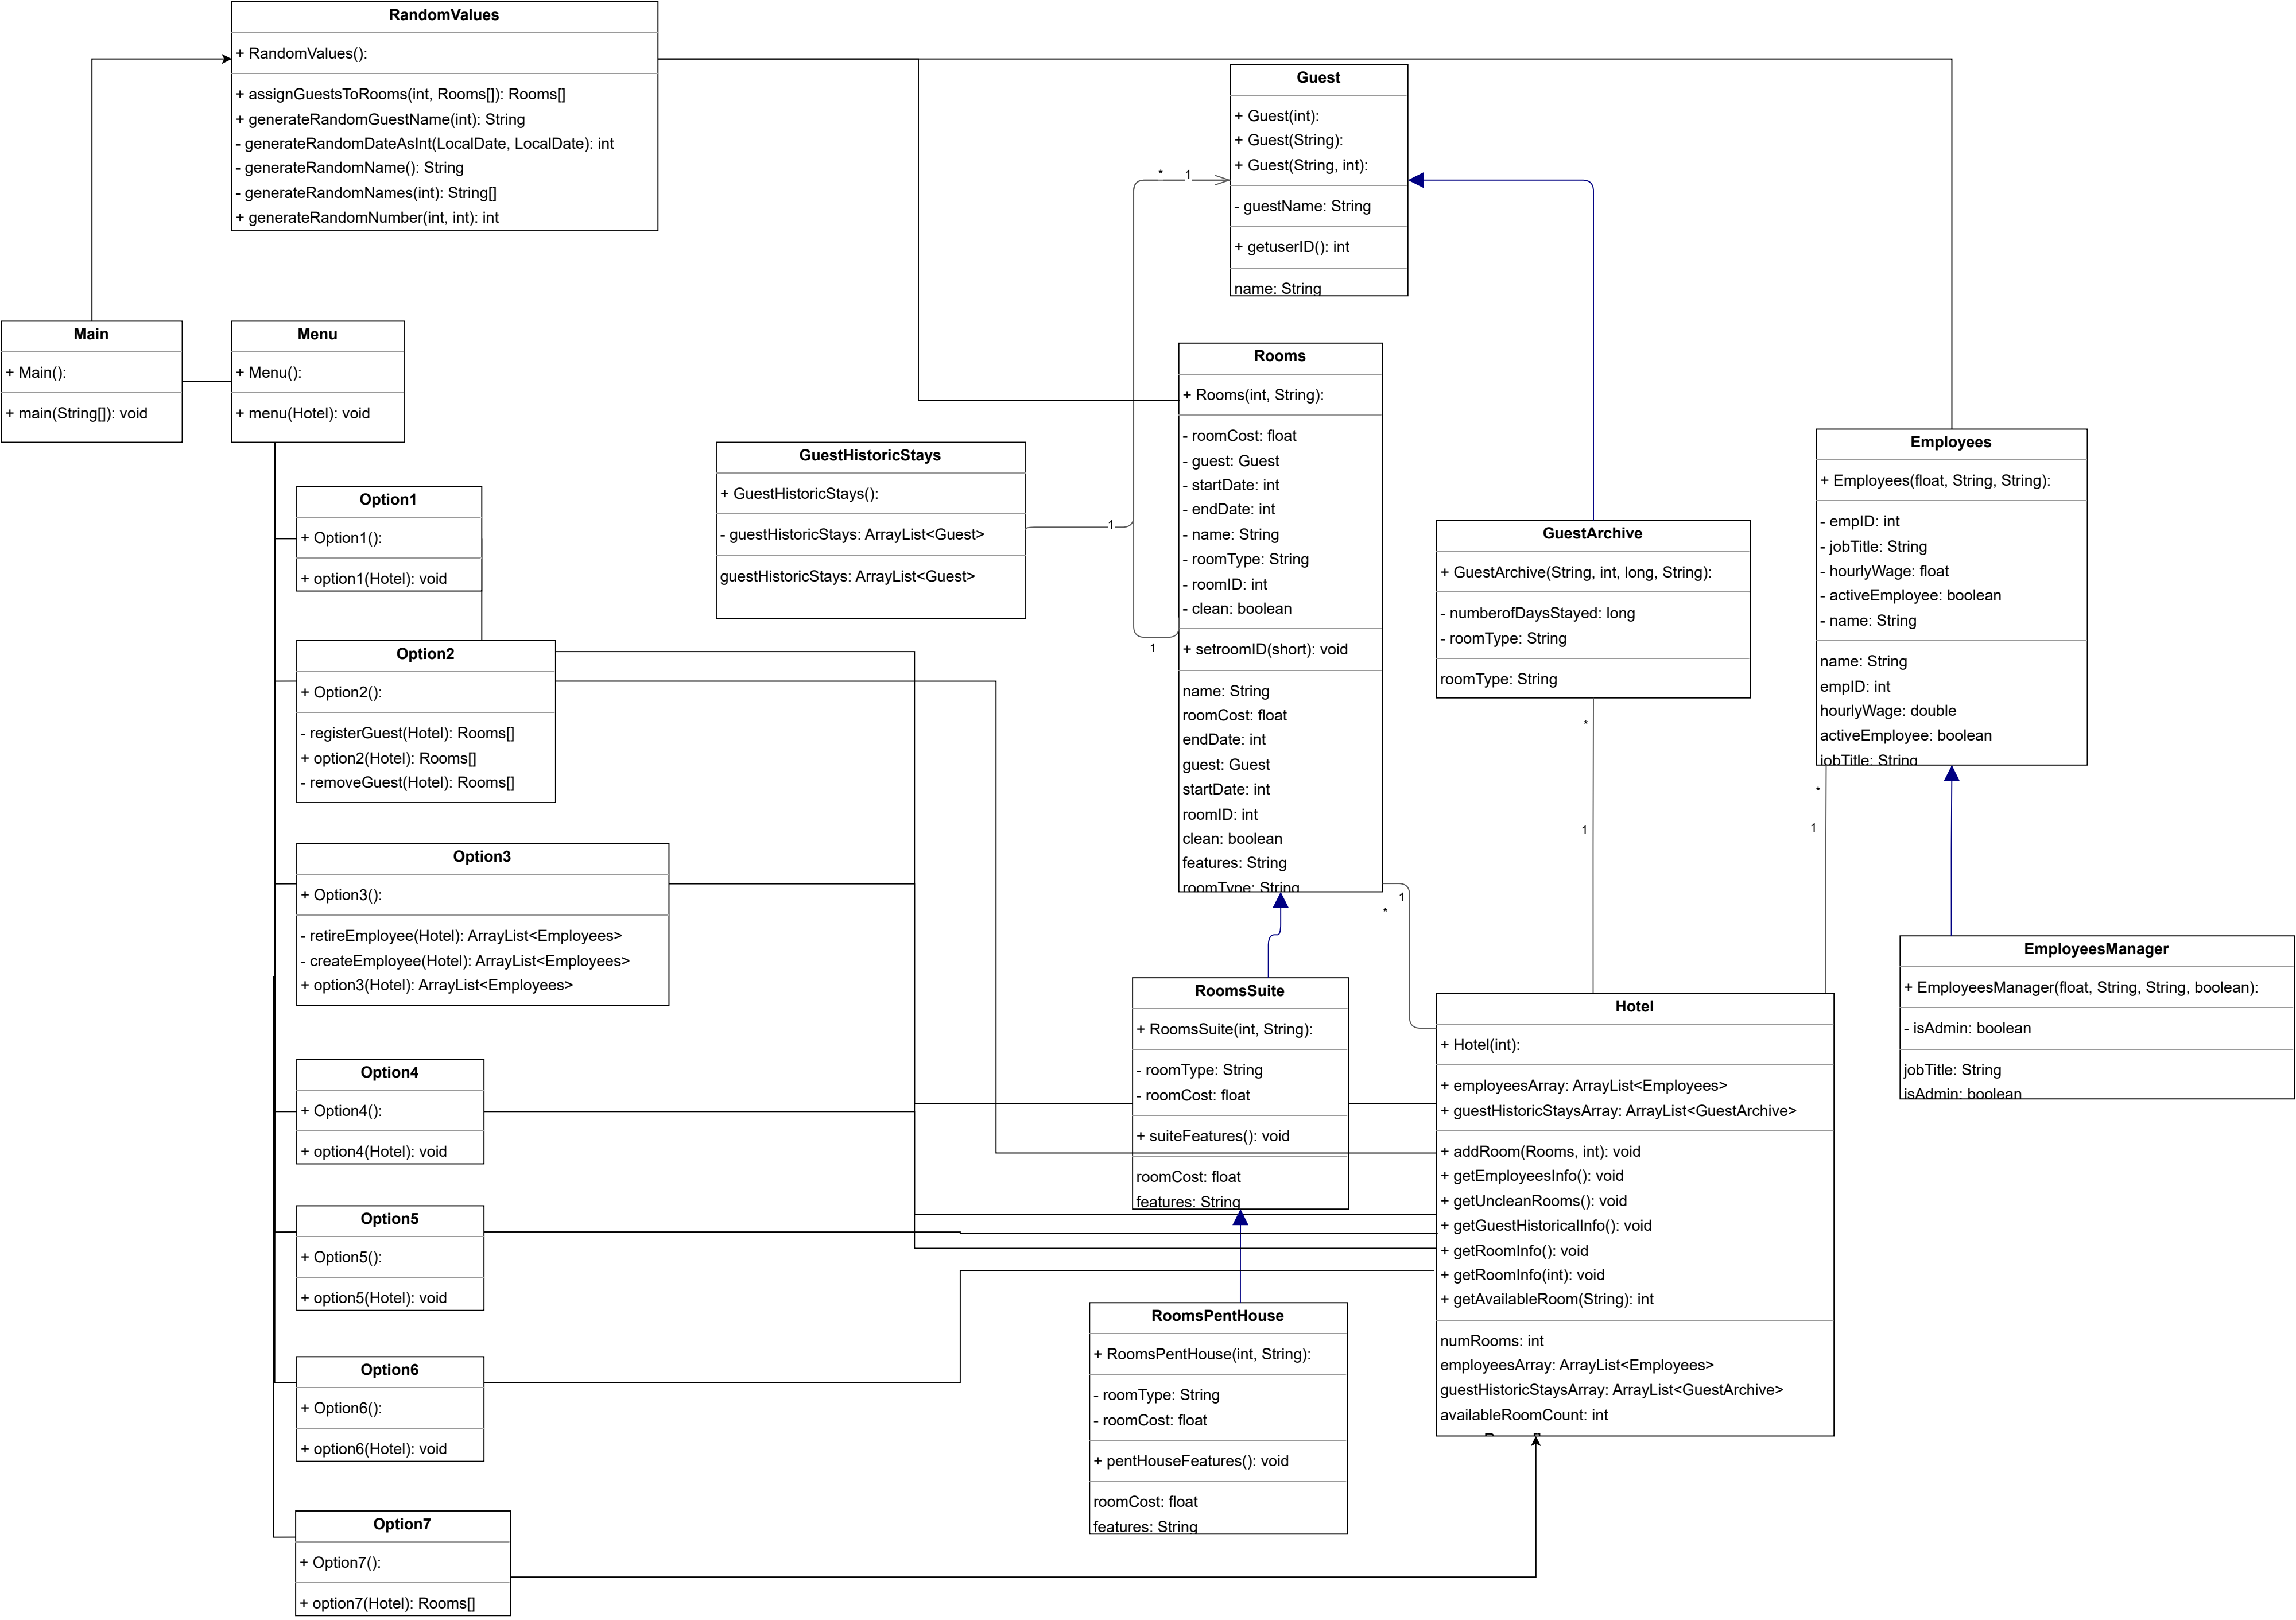 RandomValues
+ RandomValues():
+ assignGuestsToRooms(int, Rooms[]): Rooms[]
+ generateRandomGuestName(int): String
- generateRandomDateAsInt(LocalDate, LocalDate): int
- generateRandomName(): String
- generateRandomNames(int): String[]
+ generateRandomNumber(int, int): int
Guest
+ Guest(int):
+ Guest(String):
+ Guest(String, int):
- guestName: String
+ getuserID(): int
name: String
* 1
Main
+ Main():
+ main(String[]): void
Menu
+ Menu():
+ menu(Hotel): void
Rooms
+ Rooms(int, String):
- roomCost: float
- guest: Guest
- startDate: int
- endDate: int
- name: String
- roomType: String
- roomID: int
- clean: boolean
+ setroomID(short): void
name: String
roomCost: float
endDate: int
guest: Guest
startDate: int
roomID: int
clean: boolean
features: String
roomType: String
GuestHistoricStays
+ GuestHistoricStays():
- guestHistoricStays: ArrayList<Guest>
guestHistoricStays: ArrayList<Guest>
1
1
Employees
+ Employees(float, String, String):
- empID: int
- jobTitle: String
- hourlyWage: float
- activeEmployee: boolean
- name: String
name: String
empID: int
hourlyWage: double
activeEmployee: boolean
jobTitle: String
*
1
GuestArchive
+ GuestArchive(String, int, long, String):
- numberofDaysStayed: long
- roomType: String
roomType: String
*
1
Option1
+ Option1():
+ option1(Hotel): void
Option2
+ Option2():
- registerGuest(Hotel): Rooms[]
+ option2(Hotel): Rooms[]
- removeGuest(Hotel): Rooms[]
Option3
+ Option3():
- retireEmployee(Hotel): ArrayList<Employees>
- createEmployee(Hotel): ArrayList<Employees>
+ option3(Hotel): ArrayList<Employees>
1
*
EmployeesManager
+ EmployeesManager(float, String, String, boolean):
- isAdmin: boolean
jobTitle: String
isAdmin: boolean
RoomsSuite
+ RoomsSuite(int, String):
- roomType: String
- roomCost: float
+ suiteFeatures(): void
roomCost: float
features: String
Hotel
+ Hotel(int):
+ employeesArray: ArrayList<Employees>
+ guestHistoricStaysArray: ArrayList<GuestArchive>
+ addRoom(Rooms, int): void
+ getEmployeesInfo(): void
+ getUncleanRooms(): void
+ getGuestHistoricalInfo(): void
+ getRoomInfo(): void
+ getRoomInfo(int): void
+ getAvailableRoom(String): int
numRooms: int
employeesArray: ArrayList<Employees>
guestHistoricStaysArray: ArrayList<GuestArchive>
availableRoomCount: int
Option4
+ Option4():
+ option4(Hotel): void
Option5
+ Option5():
+ option5(Hotel): void
RoomsPentHouse
+ RoomsPentHouse(int, String):
- roomType: String
- roomCost: float
+ pentHouseFeatures(): void
roomCost: float
features: String
Option6
+ Option6():
+ option6(Hotel): void
Option7
+ Option7():
+ option7(Hotel): Rooms[]